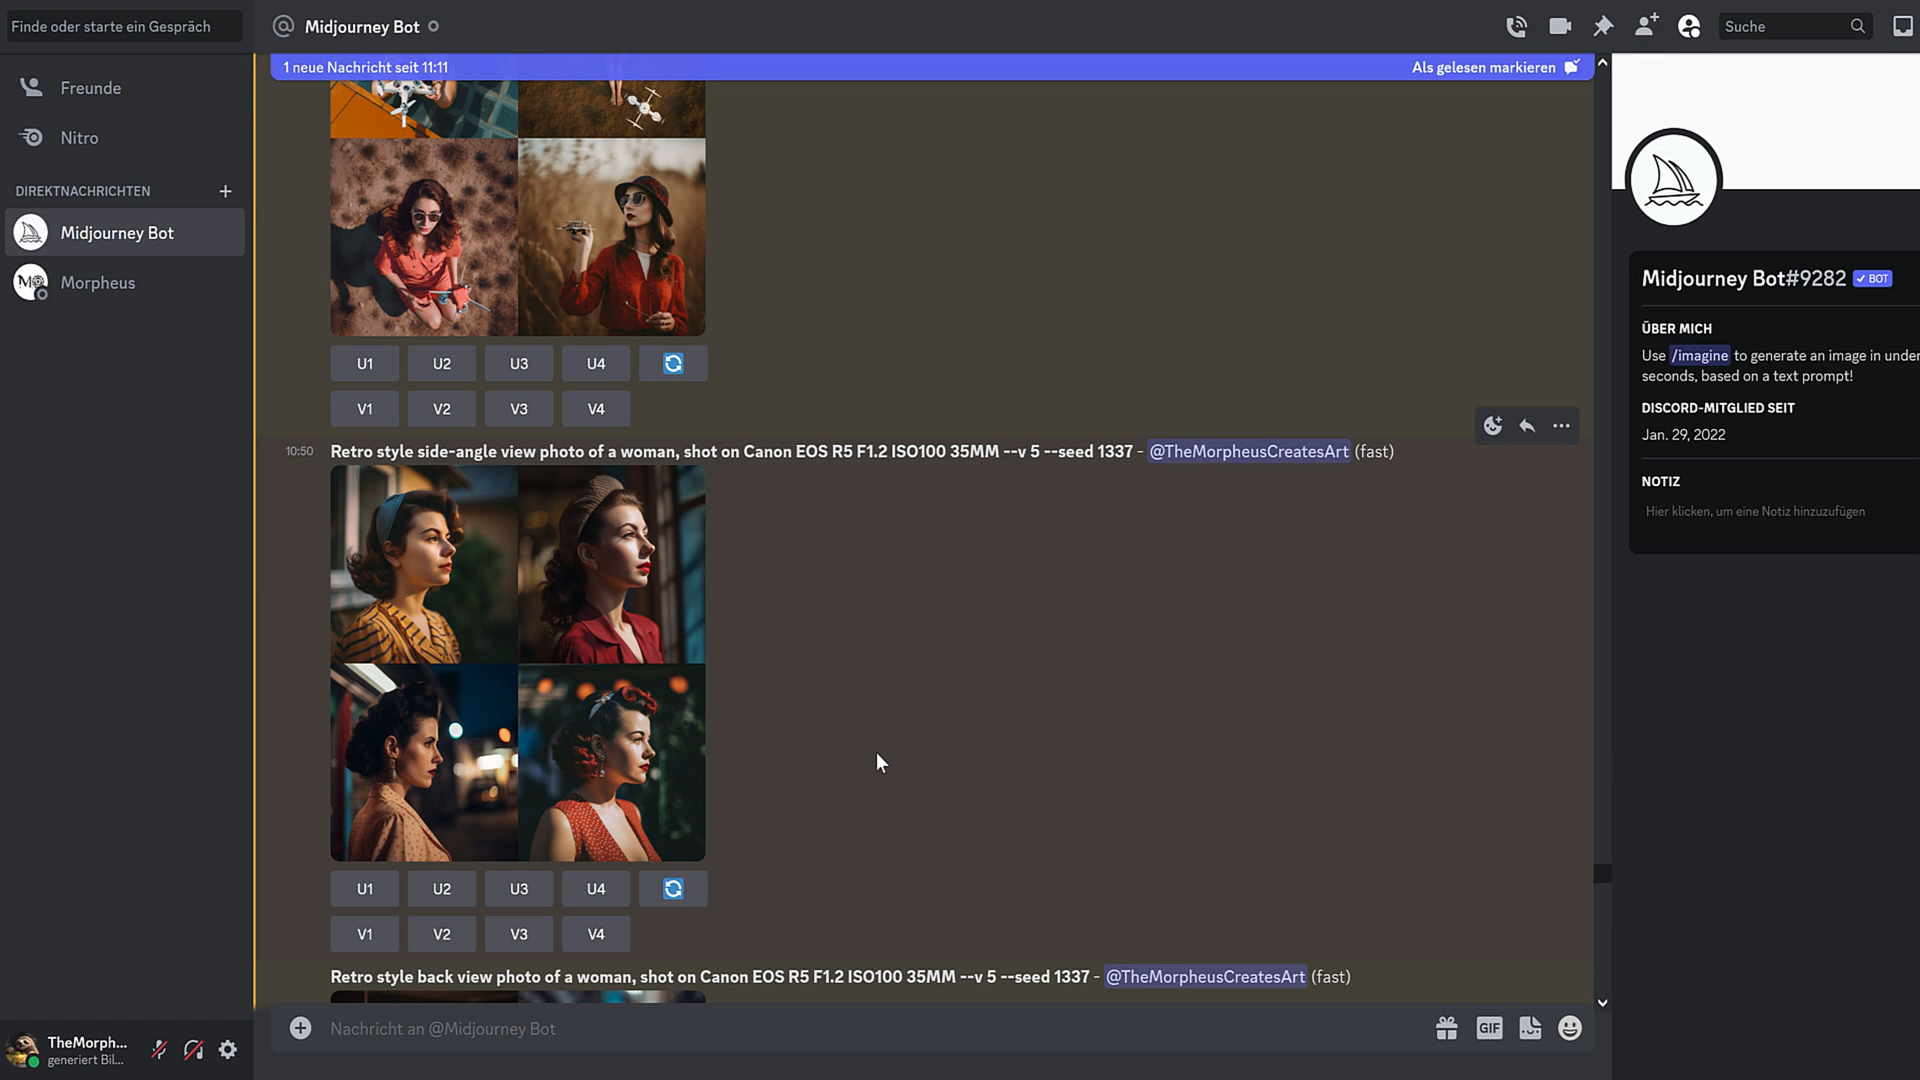 Finde oder starte ein Gespräch
Midjourney Bot
Suche
1 neue Nachricht seit 11:11
Als gelesen markieren
Freunde
Nitro
DIREKTNACHRICHTEN
Midjourney Bot
Morpheus
U1 U2 U3 U4
V1 V2 V3 V4
10:50 Retro style side-angle view photo of a woman, shot on Canon EOS R5 F1.2 ISO100 35MM --v 5 --seed 1337 - @TheMorpheusCreatesArt (fast)
U1 U2 U3 U4
V1 V2 V3 V4
Retro style back view photo of a woman, shot on Canon EOS R5 F1.2 ISO100 35MM --v 5 --seed 1337 - @TheMorpheusCreatesArt (fast)
Nachricht an @Midjourney Bot
GIF
TheMorph...
generiert Bil...
Midjourney Bot#9282 BOT
ÜBER MICH
Use /imagine to generate an image in under
seconds, based on a text prompt!
DISCORD-MITGLIED SEIT
Jan. 29, 2022
NOTIZ
Hier klicken, um eine Notiz hinzuzufügen